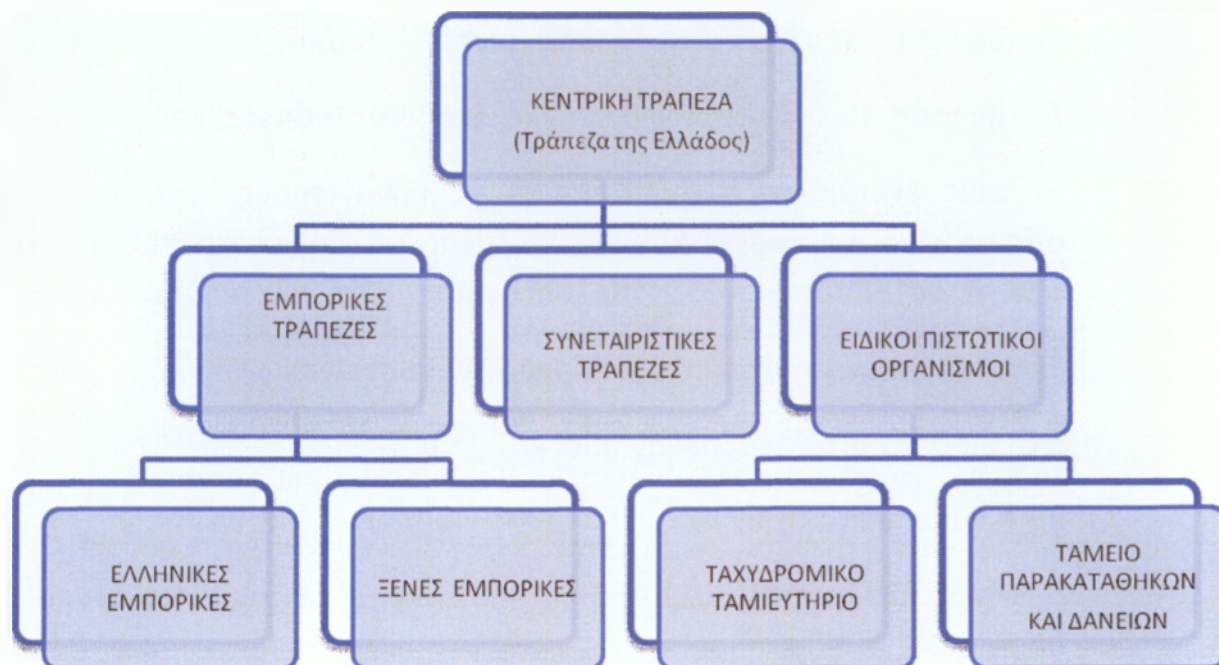 ΚΕΝΤΡΙΚΗ ΤΡΑΠΕΖΑ
(Τράπεζα της Ελλάδος)
ΕΜΠΟΡΙΚΕΣ
ΤΡΑΠΕΖΕΣ
ΣΥΝΕΤΑΙΡΙΣΤΙΚΕΣ
ΤΡΑΠΕΖΕΣ
ΕΙΔΙΚΟΙ ΠΙΣΤΩΤΙΚΟΙ
ΟΡΓΑΝΙΣΜΟΙ
ΕΛΛΗΝΙΚΕΣ
ΕΜΠΟΡΙΚΕΣ
ΞΕΝΕΣ ΕΜΠΟΡΙΚΕΣ
ΤΑΧΥΔΡΟΜΙΚΟ
ΤΑΜΙΕΥΤΗΡΙΟ
ΤΑΜΕΙΟ
ΠΑΡΑΚΑΤΑΘΗΚΩΝ
ΚΑΙ ΔΑΝΕΙΩΝ